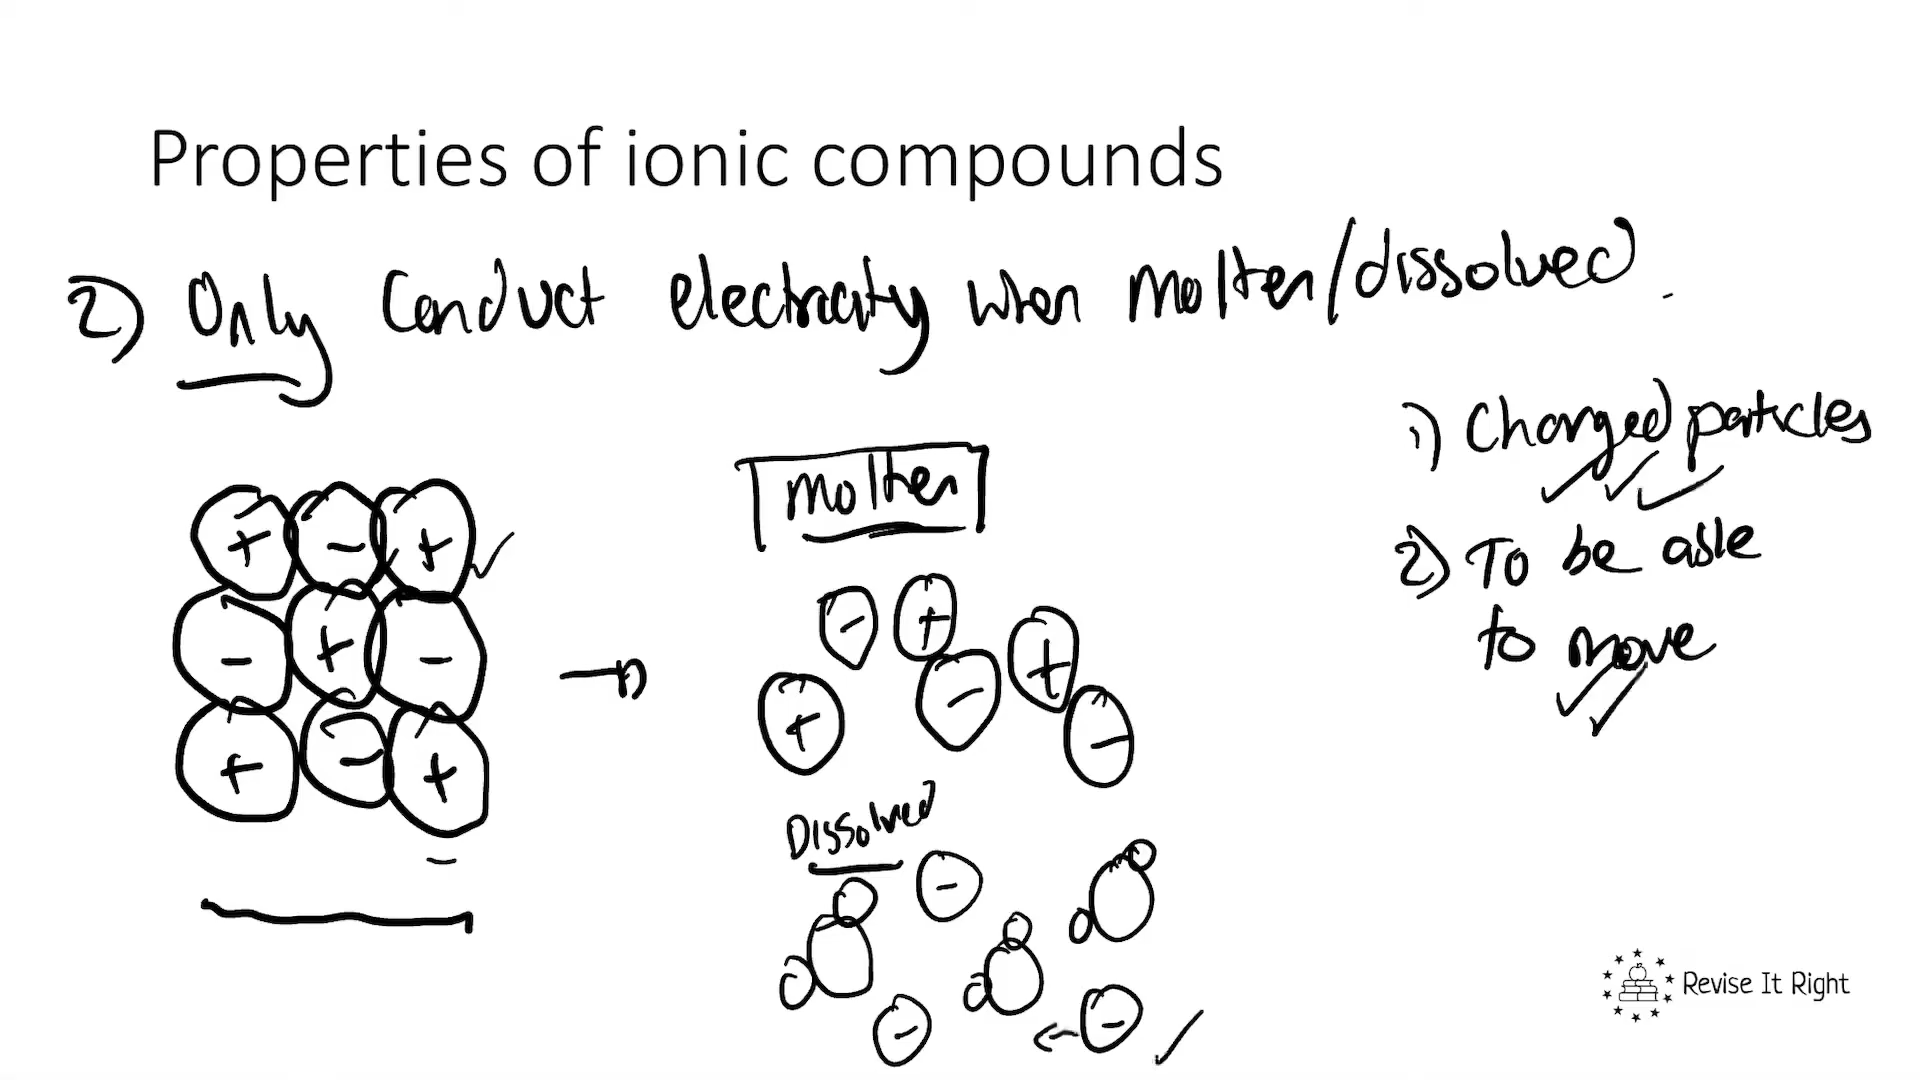 Properties of ionic compounds
2) Only conduct electricity when molten/dissolved.
1) Charged particles
2) To be able
to move
molten
+ - +
- + -
+ - +
- +
+ - + -
Dissolved
-
- -
Revise It Right